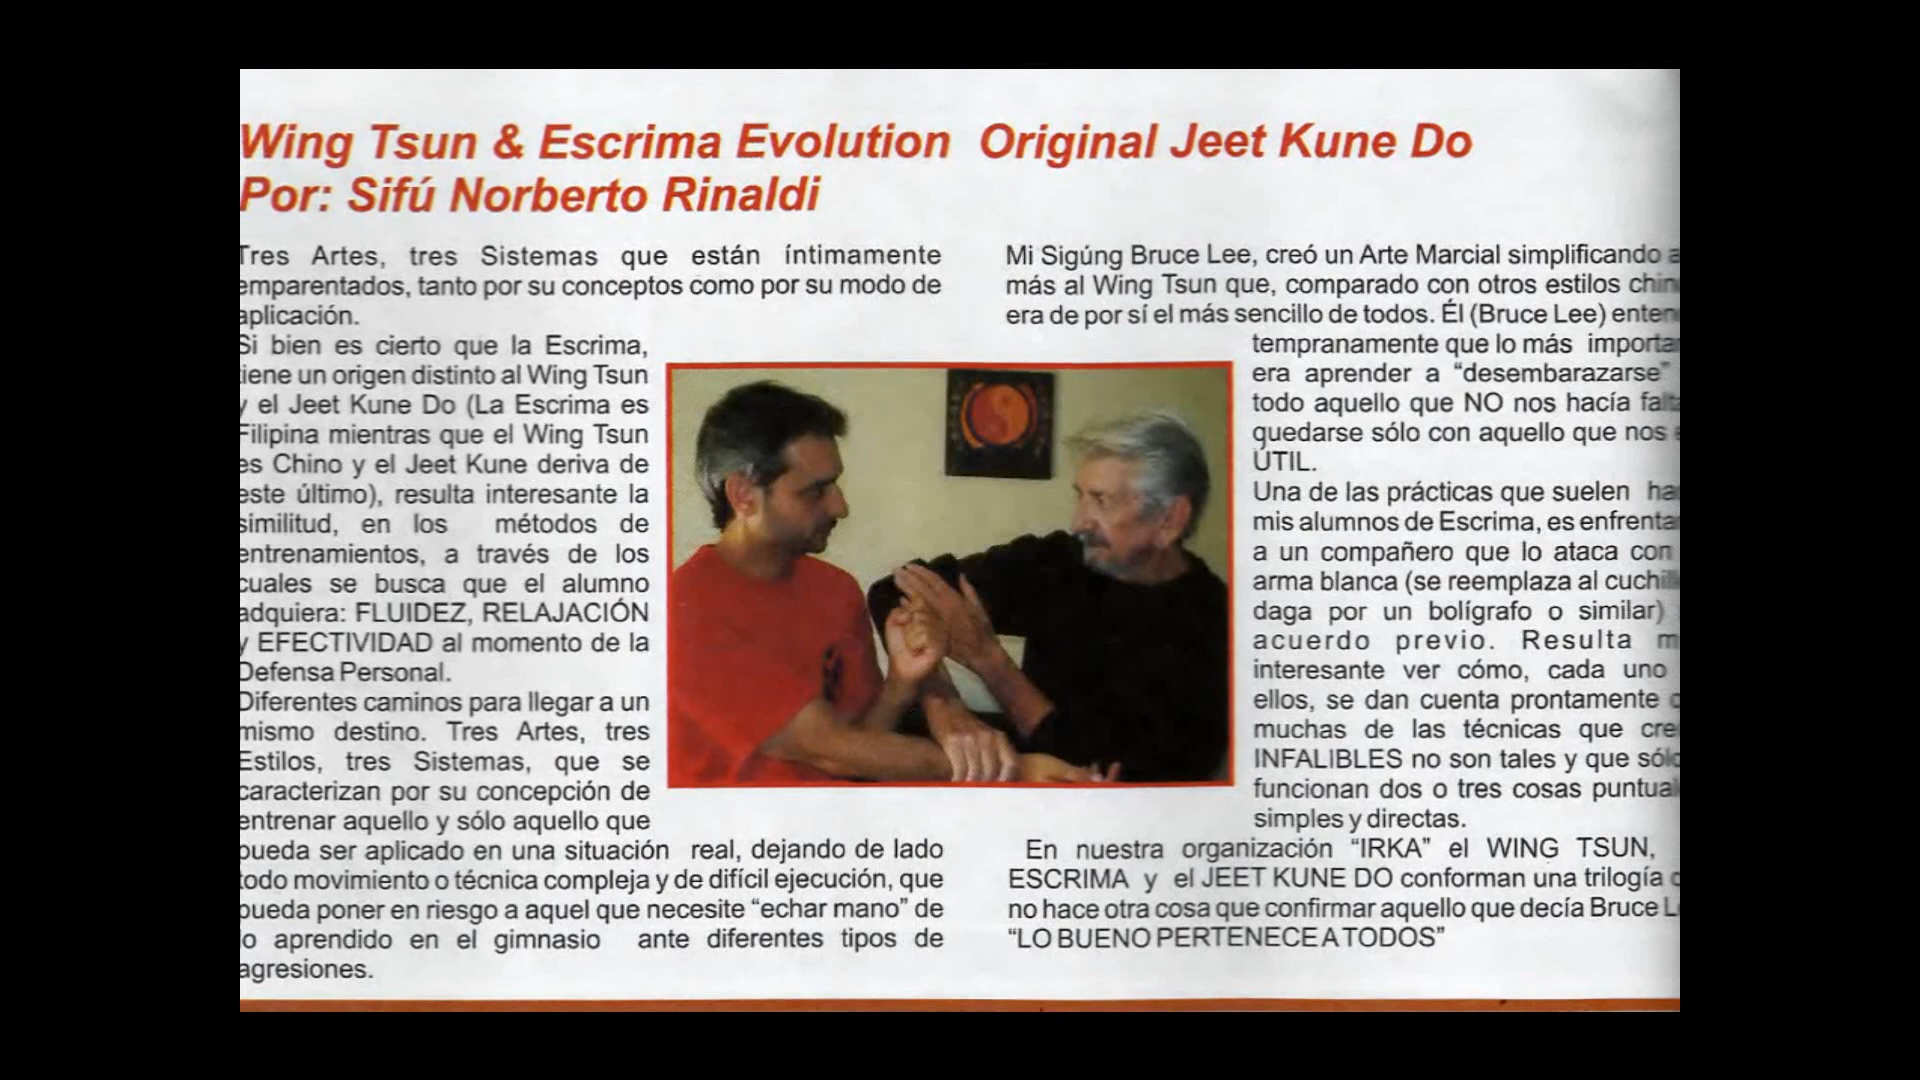 Wing Tsun & Escrima Evolution Original Jeet Kune Do
Por: Sifú Norberto Rinaldi
Tres Artes, tres Sistemas que están íntimamente
emparentados, tanto por su conceptos como por su modo de
aplicación.
Si bien es cierto que la Escrima,
tiene un origen distinto al Wing Tsun
y el Jeet Kune Do (La Escrima es
Filipina mientras que el Wing Tsun
es Chino y el Jeet Kune deriva de
este último), resulta interesante la
similitud, en los métodos de
entrenamientos, a través de los
cuales se busca que el alumno
adquiera: FLUIDEZ, RELAJACIÓN
y EFECTIVIDAD al momento de la
Defensa Personal.
Diferentes caminos para llegar a un
mismo destino. Tres Artes, tres
Estilos, tres Sistemas, que se
caracterizan por su concepción de
entrenar aquello y sólo aquello que
pueda ser aplicado en una situación real, dejando de lado
todo movimiento o técnica compleja y de difícil ejecución, que
pueda poner en riesgo a aquel que necesite “echar mano” de
lo aprendido en el gimnasio ante diferentes tipos de
agresiones.
Mi Sigúng Bruce Lee, creó un Arte Marcial simplificando
más al Wing Tsun que, comparado con otros estilos
era de por sí el más sencillo de todos. Él (Bruce Lee)
tempranamente que lo más
era aprender a “desembarazarse”
todo aquello que NO nos hacía
quedarse sólo con aquello que nos
ÚTIL.
Una de las prácticas que suelen
mis alumnos de Escrima, es
a un compañero que lo ataca con
arma blanca (se reemplaza al
daga por un bolígrafo o similar)
acuerdo previo. Resulta
interesante ver cómo, cada uno
ellos, se dan cuenta prontamente
muchas de las técnicas que
INFALIBLES no son tales y que sólo
funcionan dos o tres cosas
simples y directas.
En nuestra organización “IRKA” el WING TSUN,
ESCRIMA y el JEET KUNE DO conforman una trilogía
no hace otra cosa que confirmar aquello que decía Bruce
“LO BUENO PERTENECE A TODOS”